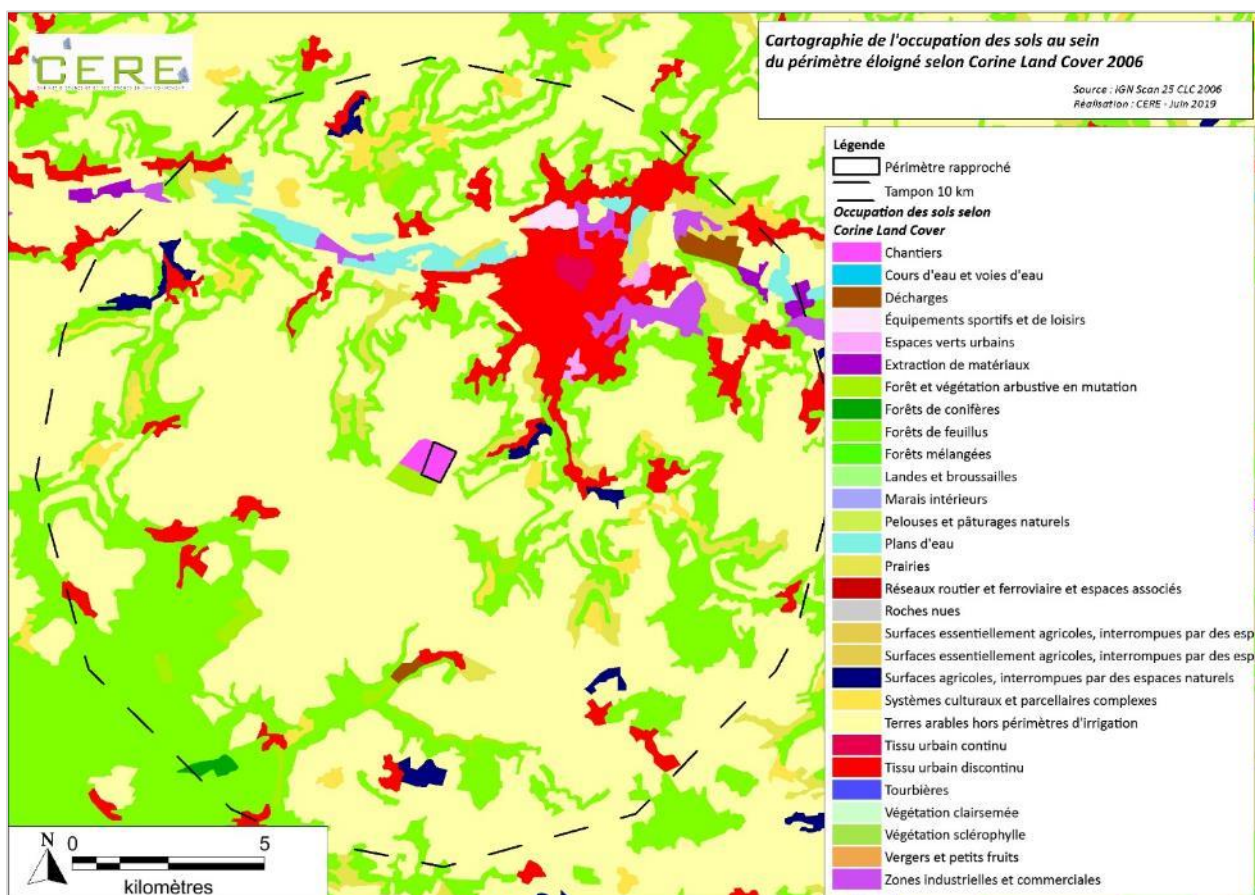 CERE
Cartographie de l'occupation des sols au sein
du périmètre éloigné selon Corine Land Cover 2006
Source : IGN Scan 25 CLC 2006
Réalisation : CERE - Juin 2019
Légende
Périmètre rapproché
Tampon 10 km
Occupation des sols selon
Corine Land Cover
Chantiers
Cours d'eau et voies d'eau
Décharges
Équipements sportifs et de loisirs
Espaces verts urbains
Extraction de matériaux
Forêt et végétation arbustive en mutation
Forêts de conifères
Forêts de feuillus
Forêts mélangées
Landes et broussailles
Marais intérieurs
Pelouses et pâturages naturels
Plans d'eau
Prairies
Réseaux routier et ferroviaire et espaces associés
Roches nues
Surfaces essentiellement agricoles, interrompues par des esp
Surfaces essentiellement agricoles, interrompues par des esp
Surfaces agricoles, interrompues par des espaces naturels
Systèmes culturaux et parcellaires complexes
Terres arables hors périmètres d'irrigation
Tissu urbain continu
Tissu urbain discontinu
Tourbières
Végétation clairsemée
Végétation sclérophylle
Vergers et petits fruits
Zones industrielles et commerciales
N
0 5
kilomètres